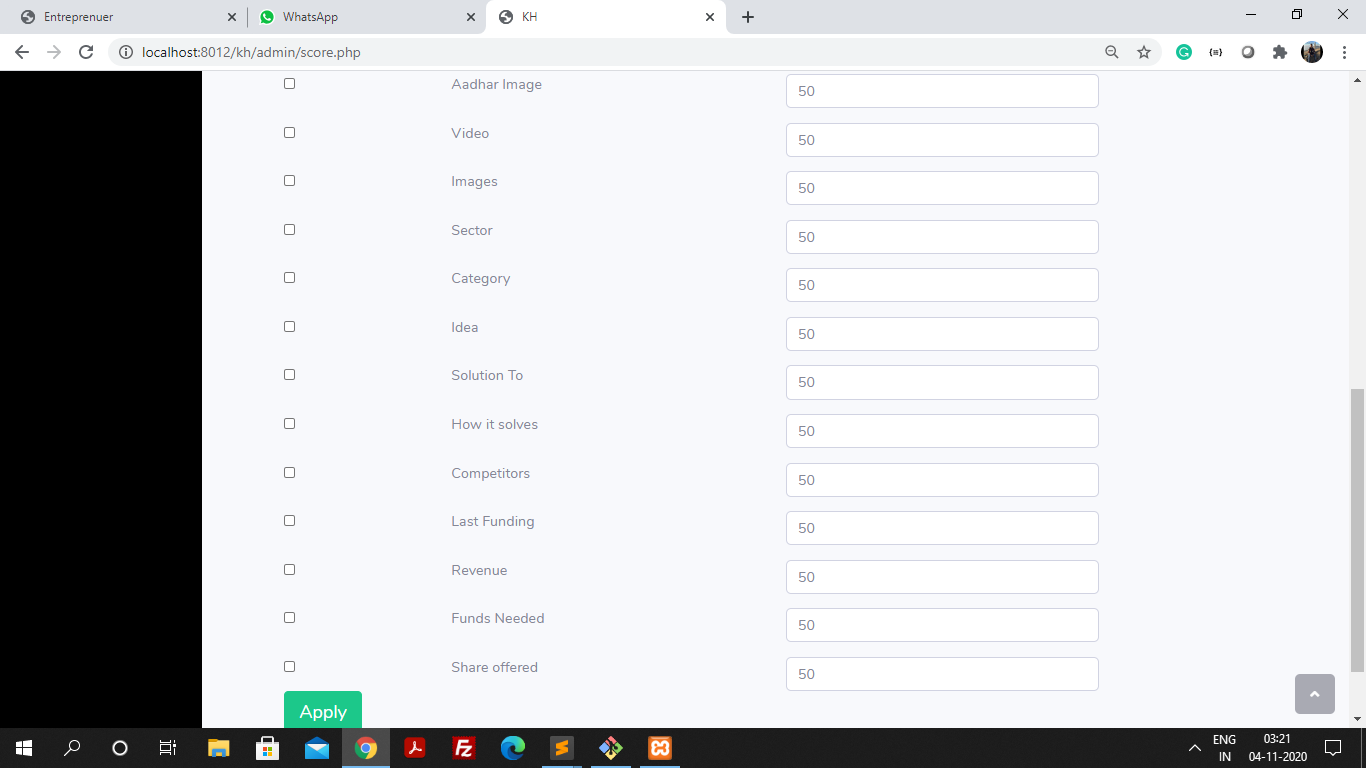 Entreprenuer
WhatsApp
KH
localhost:8012/kh/admin/score.php
Aadhar Image 50
Video 50
Images 50
Sector 50
Category 50
Idea 50
Solution To 50
How it solves 50
Competitors 50
Last Funding 50
Revenue 50
Funds Needed 50
Share offered 50
Apply
ENG 03:21
IN 04-11-2020